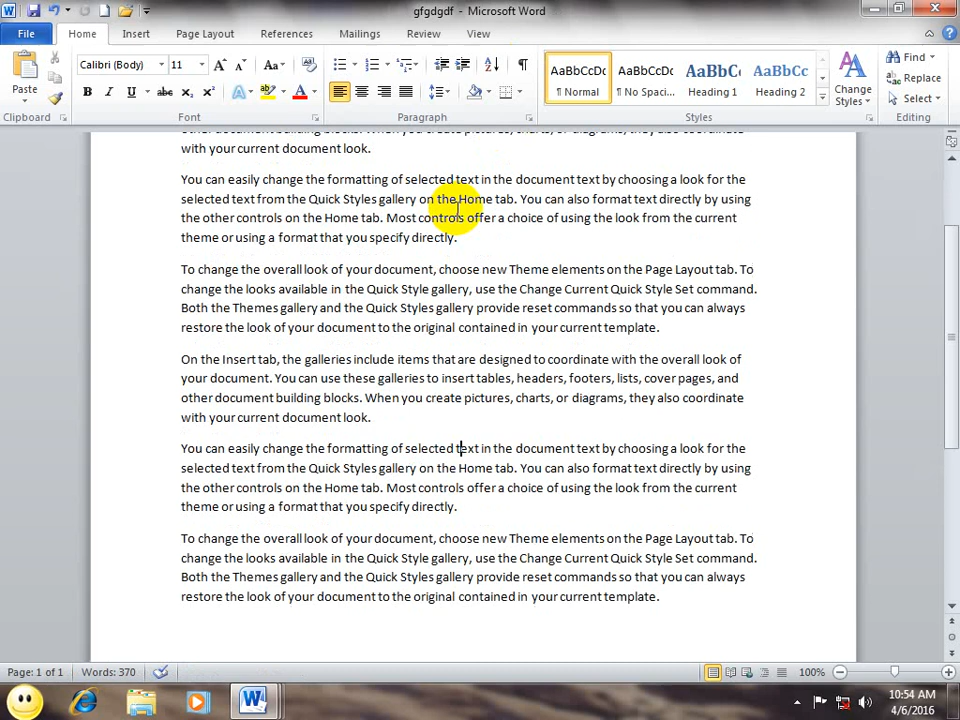 gfgdgdf - Microsoft Word
File Home Insert Page Layout References Mailings Review View
Calibri (Body) 11 Aa
Paste
B I U abc x₂ x² A A
AaBbCcDc AaBbCcDc AaBbC AaBbCc
¶ Normal ¶ No Spaci... Heading 1 Heading 2
Change Styles
Find
Replace
Select
Clipboard Font Paragraph Styles Editing
other document building blocks. When you create pictures, charts, or diagrams, they also coordinate
with your current document look.
You can easily change the formatting of selected text in the document text by choosing a look for the
selected text from the Quick Styles gallery on the Home tab. You can also format text directly by using
the other controls on the Home tab. Most controls offer a choice of using the look from the current
theme or using a format that you specify directly.
To change the overall look of your document, choose new Theme elements on the Page Layout tab. To
change the looks available in the Quick Style gallery, use the Change Current Quick Style Set command.
Both the Themes gallery and the Quick Styles gallery provide reset commands so that you can always
restore the look of your document to the original contained in your current template.
On the Insert tab, the galleries include items that are designed to coordinate with the overall look of
your document. You can use these galleries to insert tables, headers, footers, lists, cover pages, and
other document building blocks. When you create pictures, charts, or diagrams, they also coordinate
with your current document look.
You can easily change the formatting of selected text in the document text by choosing a look for the
selected text from the Quick Styles gallery on the Home tab. You can also format text directly by using
the other controls on the Home tab. Most controls offer a choice of using the look from the current
theme or using a format that you specify directly.
To change the overall look of your document, choose new Theme elements on the Page Layout tab. To
change the looks available in the Quick Style gallery, use the Change Current Quick Style Set command.
Both the Themes gallery and the Quick Styles gallery provide reset commands so that you can always
restore the look of your document to the original contained in your current template.
Page: 1 of 1 Words: 370 100%
10:54 AM
4/6/2016